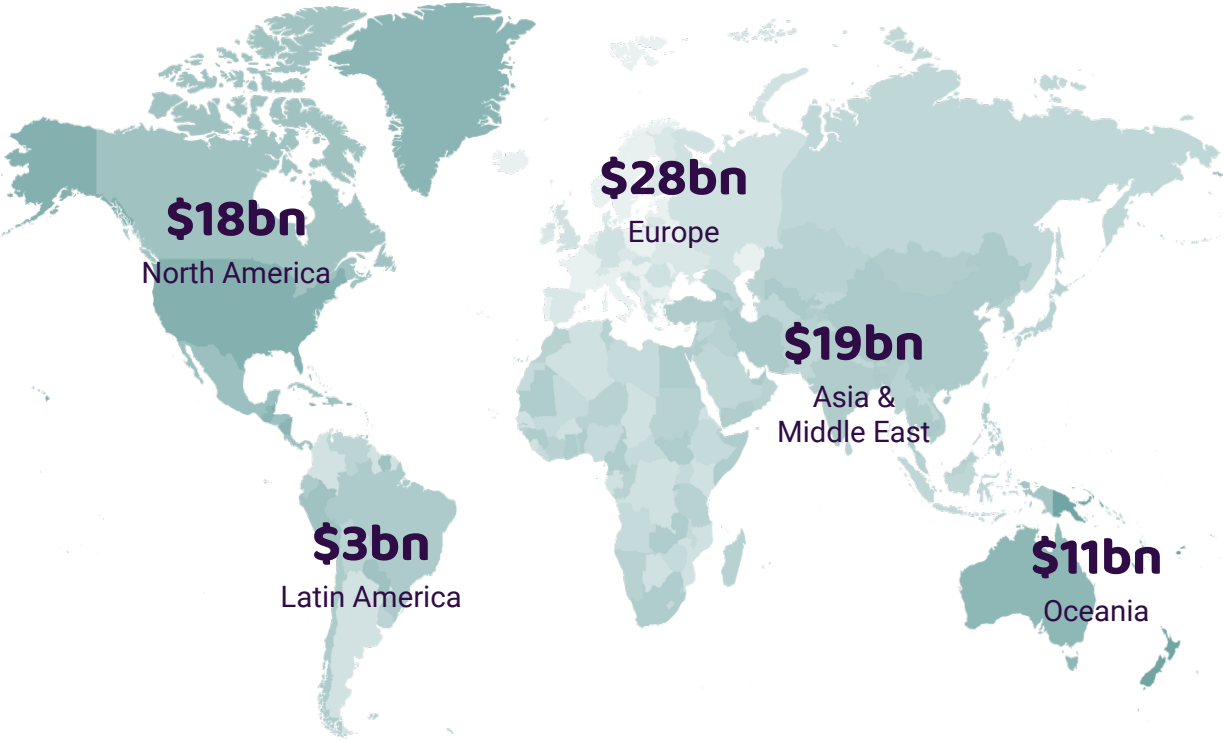 $28bn
Europe
$18bn
North America
$19bn
Asia &
Middle East
$3bn
Latin America
$11bn
Oceania